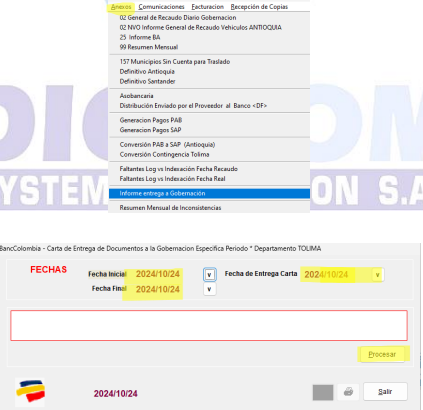 Anexos Comunicaciones Facturacion Recepción de Copias
02 General de Recaudo Diario Gobernacion
02 NVO Informe General de Recaudo Vehiculos ANTIOQUIA
25 Informe BA
99 Resumen Mensual
157 Municipios Sin Cuenta para Traslado
Definitivo Antioquia
Definitivo Santander
Asobancaria
Distribución Enviado por el Proveedor al Banco <DF>
Generacion Pagos PAB
Generacion Pagos SAP
Conversión PAB a SAP (Antioquia)
Conversión Contingencia Tolima
Faltantes Log vs Indexación Fecha Recaudo
Faltantes Log vs Indexación Fecha Real
Informe entrega a Gobernación
Resumen Mensual de Inconsistencias
YSTEM ON S.A
BanColombia - Carta de Entrega de Documentos a la Gobernacion Especifica Periodo * Departamento TOLIMA
FECHAS Fecha Inicial 2024/10/24 v Fecha de Entrega Carta 2024/10/24 v
Fecha Final 2024/10/24 v
Procesar
2024/10/24 Salir